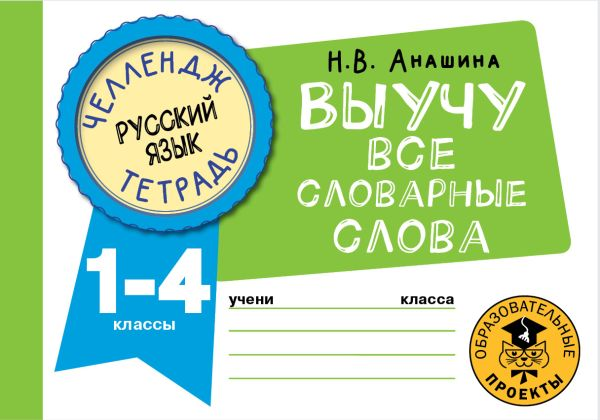 ЧЕЛЛЕНДЖ
РУССКИЙ
ЯЗЫК
ТЕТРАДЬ
1-4
КЛАССЫ
Н.В. АНАШИНА
ВЫУЧУ
ВСЕ
СЛОВАРНЫЕ
СЛОВА
учени класса
ОБРАЗОВАТЕЛЬНЫЕ
ПРОЕКТЫ